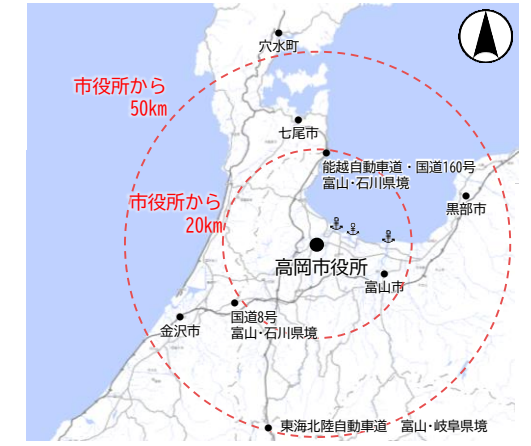 穴水町
市役所から
50km
七尾市
能越自動車道・国道160号
富山・石川県境
市役所から
20km
黒部市
高岡市役所
富山市
国道8号
富山・石川県境
金沢市
東海北陸自動車道　富山・岐阜県境